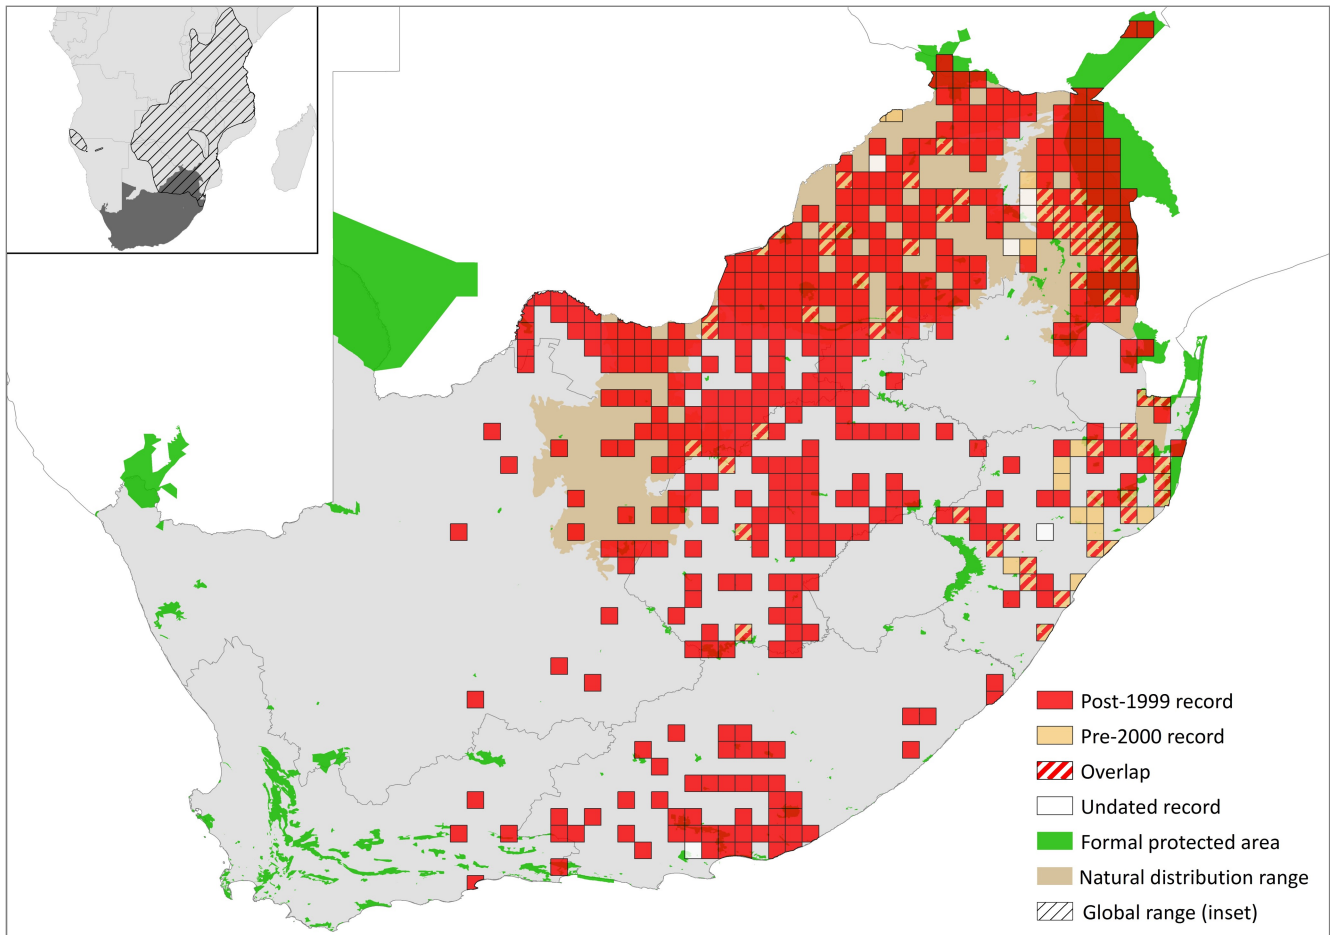 Post-1999 record
Pre-2000 record
Overlap
Undated record
Formal protected area
Natural distribution range
Global range (inset)